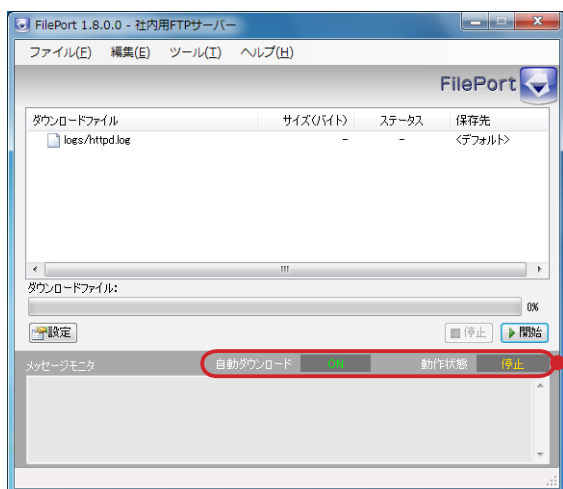 FilePort 1.8.0.0 - 社内用FTPサーバー
ファイル(F) 編集(E) ツール(T) ヘルプ(H)
FilePort
ダウンロードファイル サイズ(バイト) ステータス 保存先
logs/httpd.log - - <デフォルト>
ダウンロードファイル:
0%
設定 停止 開始
メッセージモニタ 自動ダウンロード ON 動作状態 停止